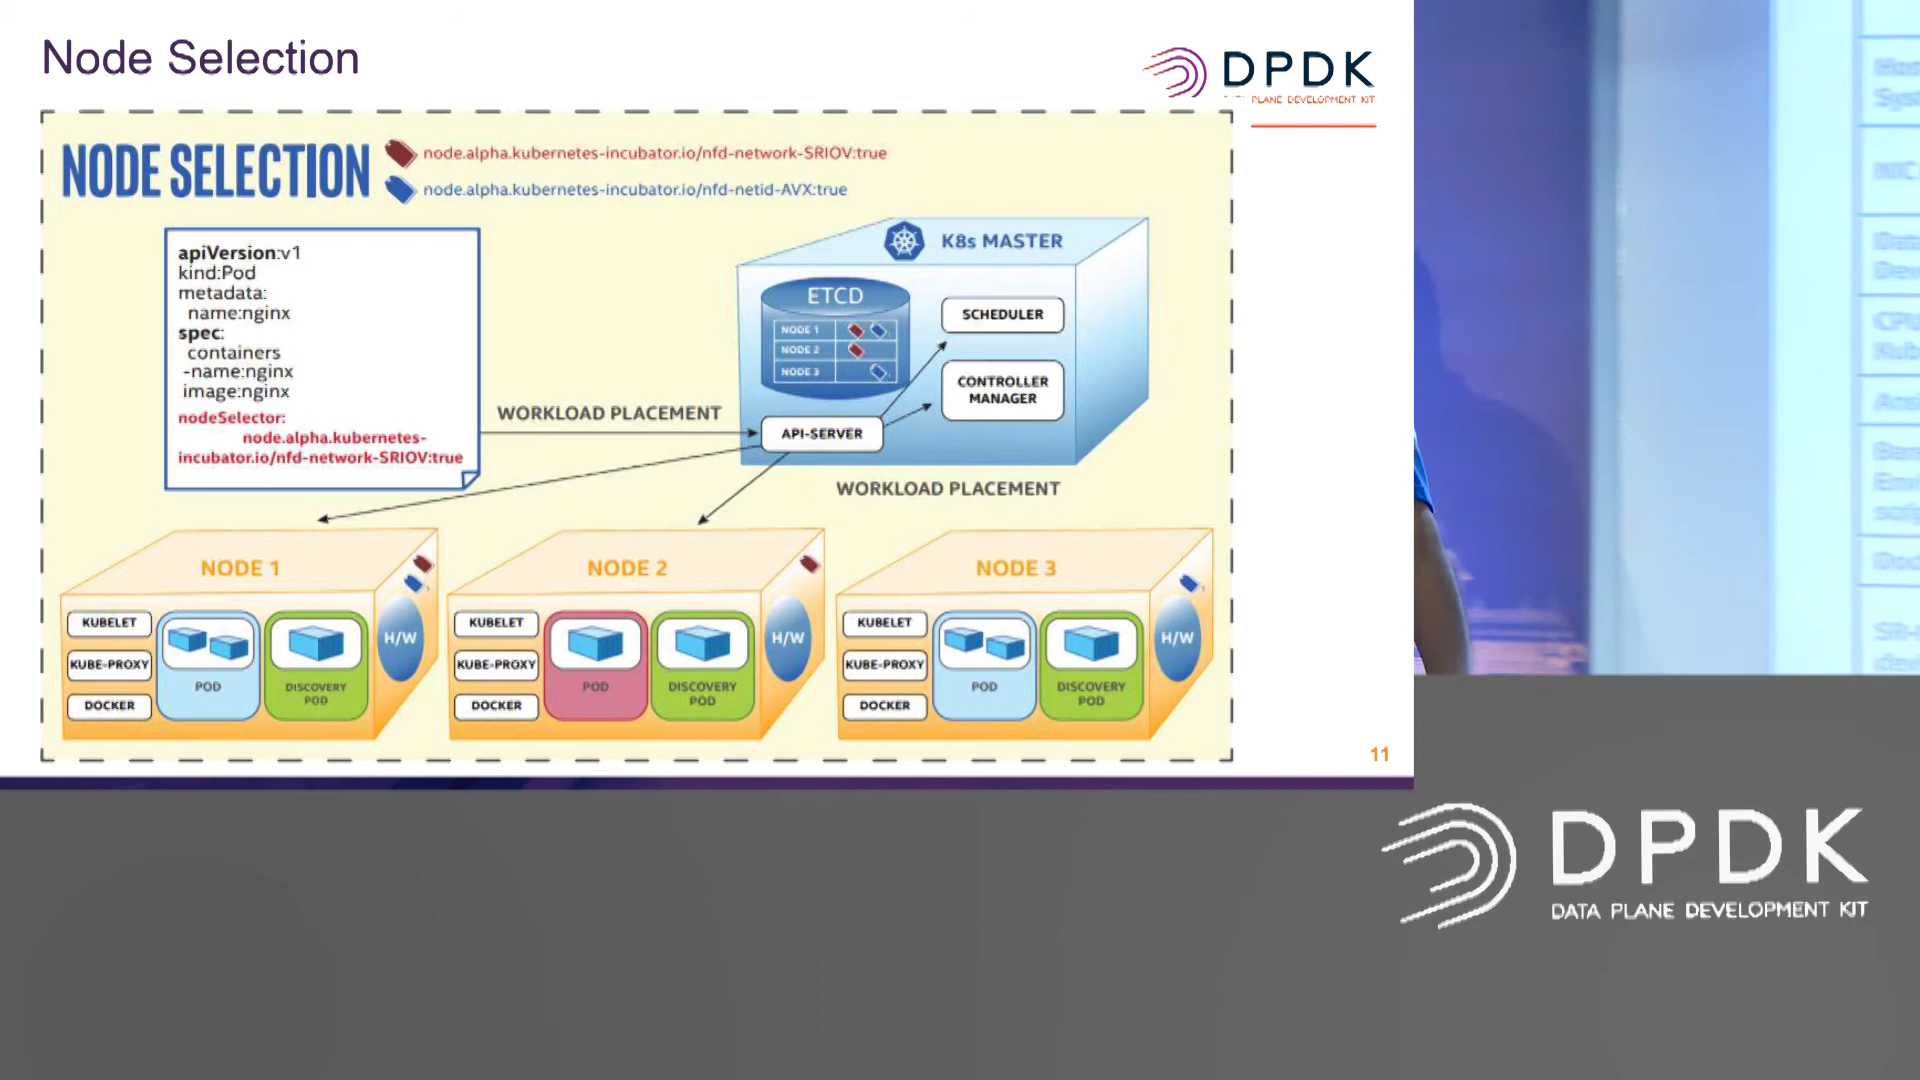 Node Selection
DPDK
PLANE DEVELOPMENT KIT
NODE SELECTION
node.alpha.kubernetes-incubator.io/nfd-network-SRIOV:true
node.alpha.kubernetes-incubator.io/nfd-netid-AVX:true
apiVersion:v1
kind:Pod
metadata:
name:nginx
spec:
containers
-name:nginx
image:nginx
nodeSelector:
node.alpha.kubernetes-
incubator.io/nfd-network-SRIOV:true
WORKLOAD PLACEMENT
K8s MASTER
ETCD
NODE 1
NODE 2
NODE 3
SCHEDULER
CONTROLLER
MANAGER
API-SERVER
WORKLOAD PLACEMENT
NODE 1
KUBELET
KUBE-PROXY
DOCKER
POD
DISCOVERY
POD
H/W
NODE 2
KUBELET
KUBE-PROXY
DOCKER
POD
DISCOVERY
POD
H/W
NODE 3
KUBELET
KUBE-PROXY
DOCKER
POD
DISCOVERY
POD
H/W
11
DPDK
DATA PLANE DEVELOPMENT KIT